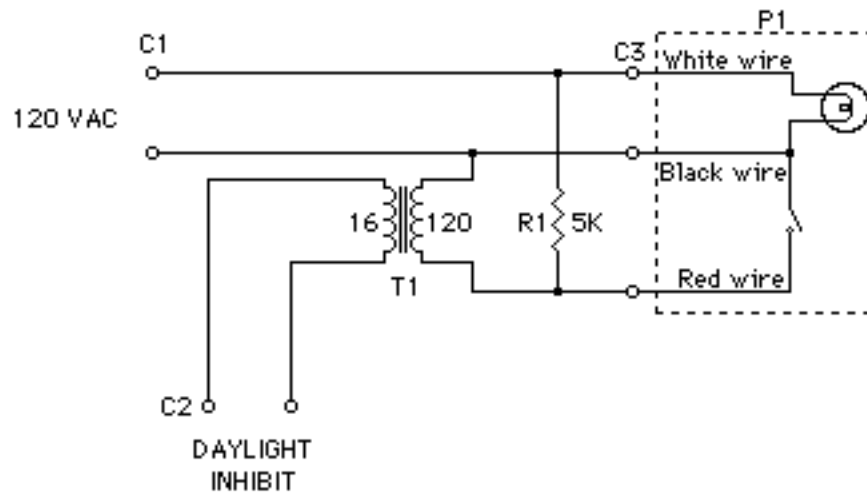 P1
C1
C3
White wire
120 VAC
Black wire
16
120
R1
5K
T1
Red wire
C2
DAYLIGHT
INHIBIT